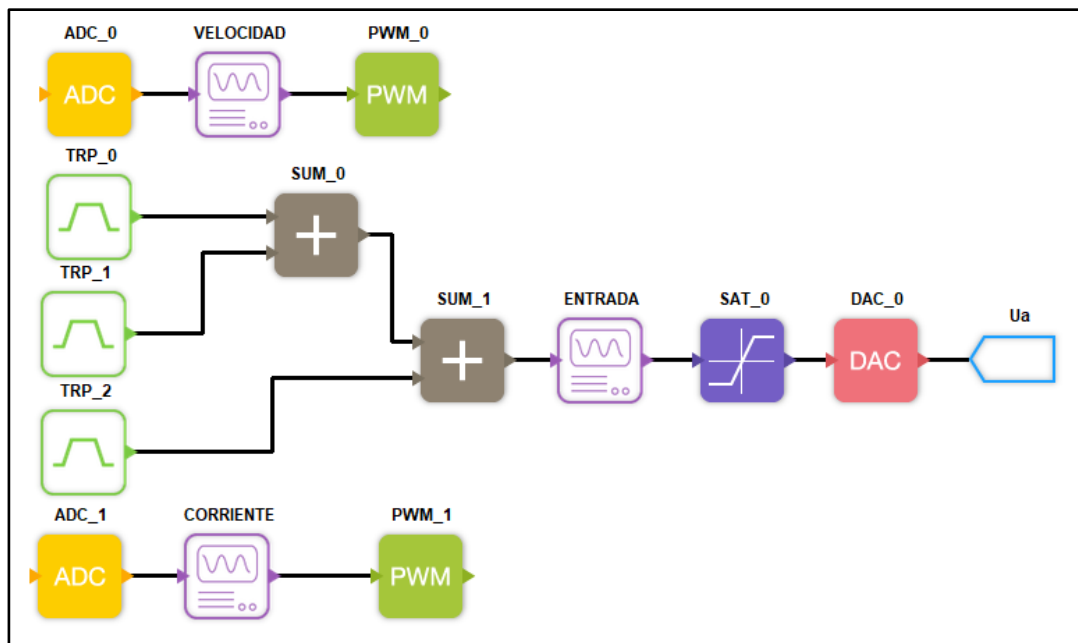 ADC_0
VELOCIDAD
PWM_0
ADC
PWM
TRP_0
SUM_0
TRP_1
SUM_1
ENTRADA
SAT_0
DAC_0
Ua
DAC
TRP_2
ADC_1
CORRIENTE
PWM_1
ADC
PWM